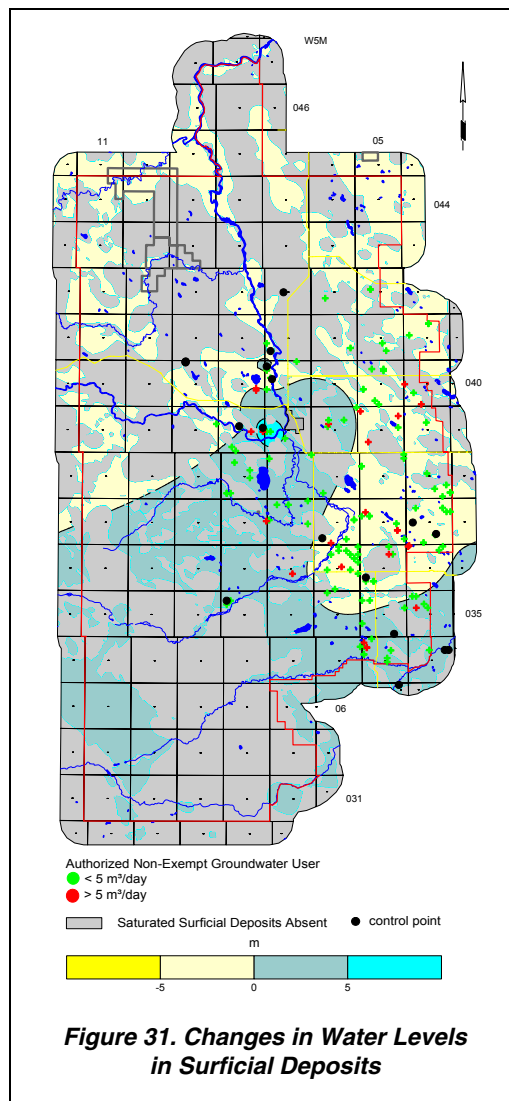 W5M
046
11
05
044
040
035
06
031
Authorized Non-Exempt Groundwater User
< 5 m³/day
> 5 m³/day
Saturated Surficial Deposits Absent
control point
m
-5
0
5
Figure 31. Changes in Water Levels
in Surficial Deposits